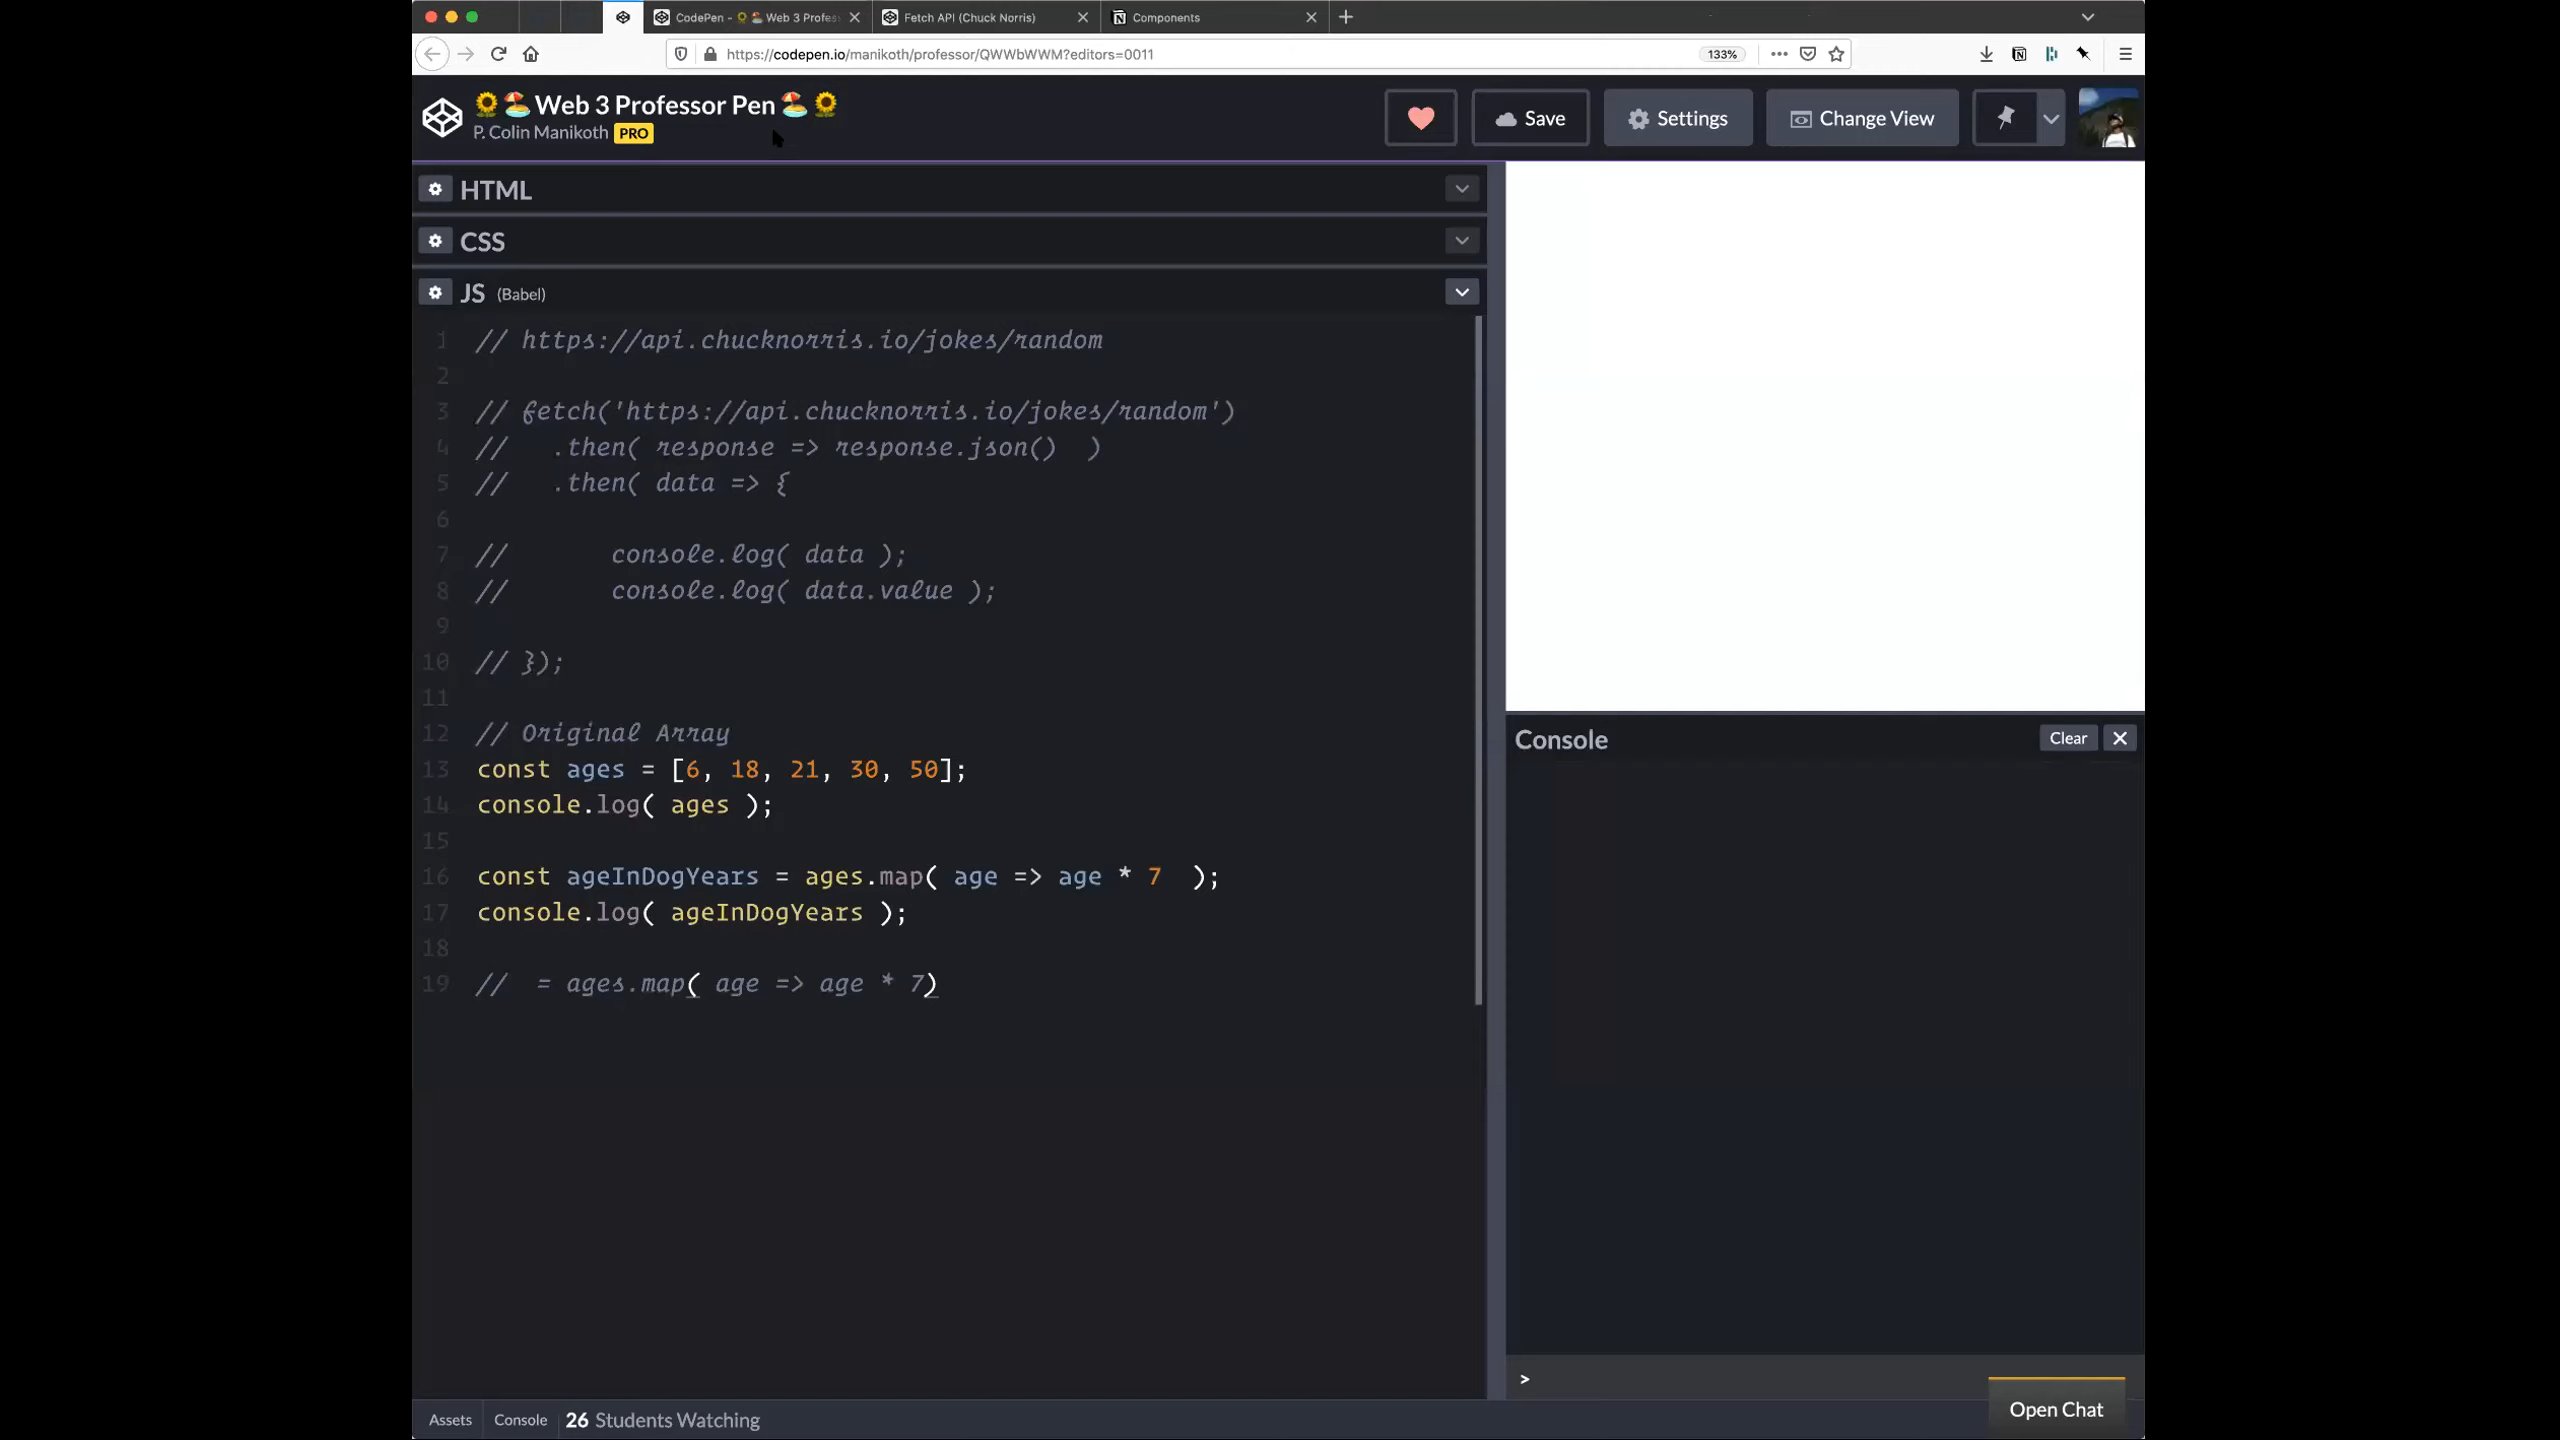 CodePen - 🌻🏖️ Web 3 Profes
Fetch API (Chuck Norris)
Components
https://codepen.io/manikoth/professor/QWWbWWM?editors=0011
133%
🌻🏖️ Web 3 Professor Pen 🏖️🌻
P. Colin Manikoth PRO
Save
Settings
Change View
HTML
CSS
JS (Babel)
1 // https://api.chucknorris.io/jokes/random
2
3 // fetch('https://api.chucknorris.io/jokes/random')
4 //   .then( response => response.json()  )
5 //   .then( data => {
6
7 //       console.log( data );
8 //       console.log( data.value );
9
10 // });
11
12 // Original Array
13 const ages = [6, 18, 21, 30, 50];
14 console.log( ages );
15
16 const ageInDogYears = ages.map( age => age * 7  );
17 console.log( ageInDogYears );
18
19 //  = ages.map( age => age * 7)
Console
Clear
>
Assets
Console
26 Students Watching
Open Chat